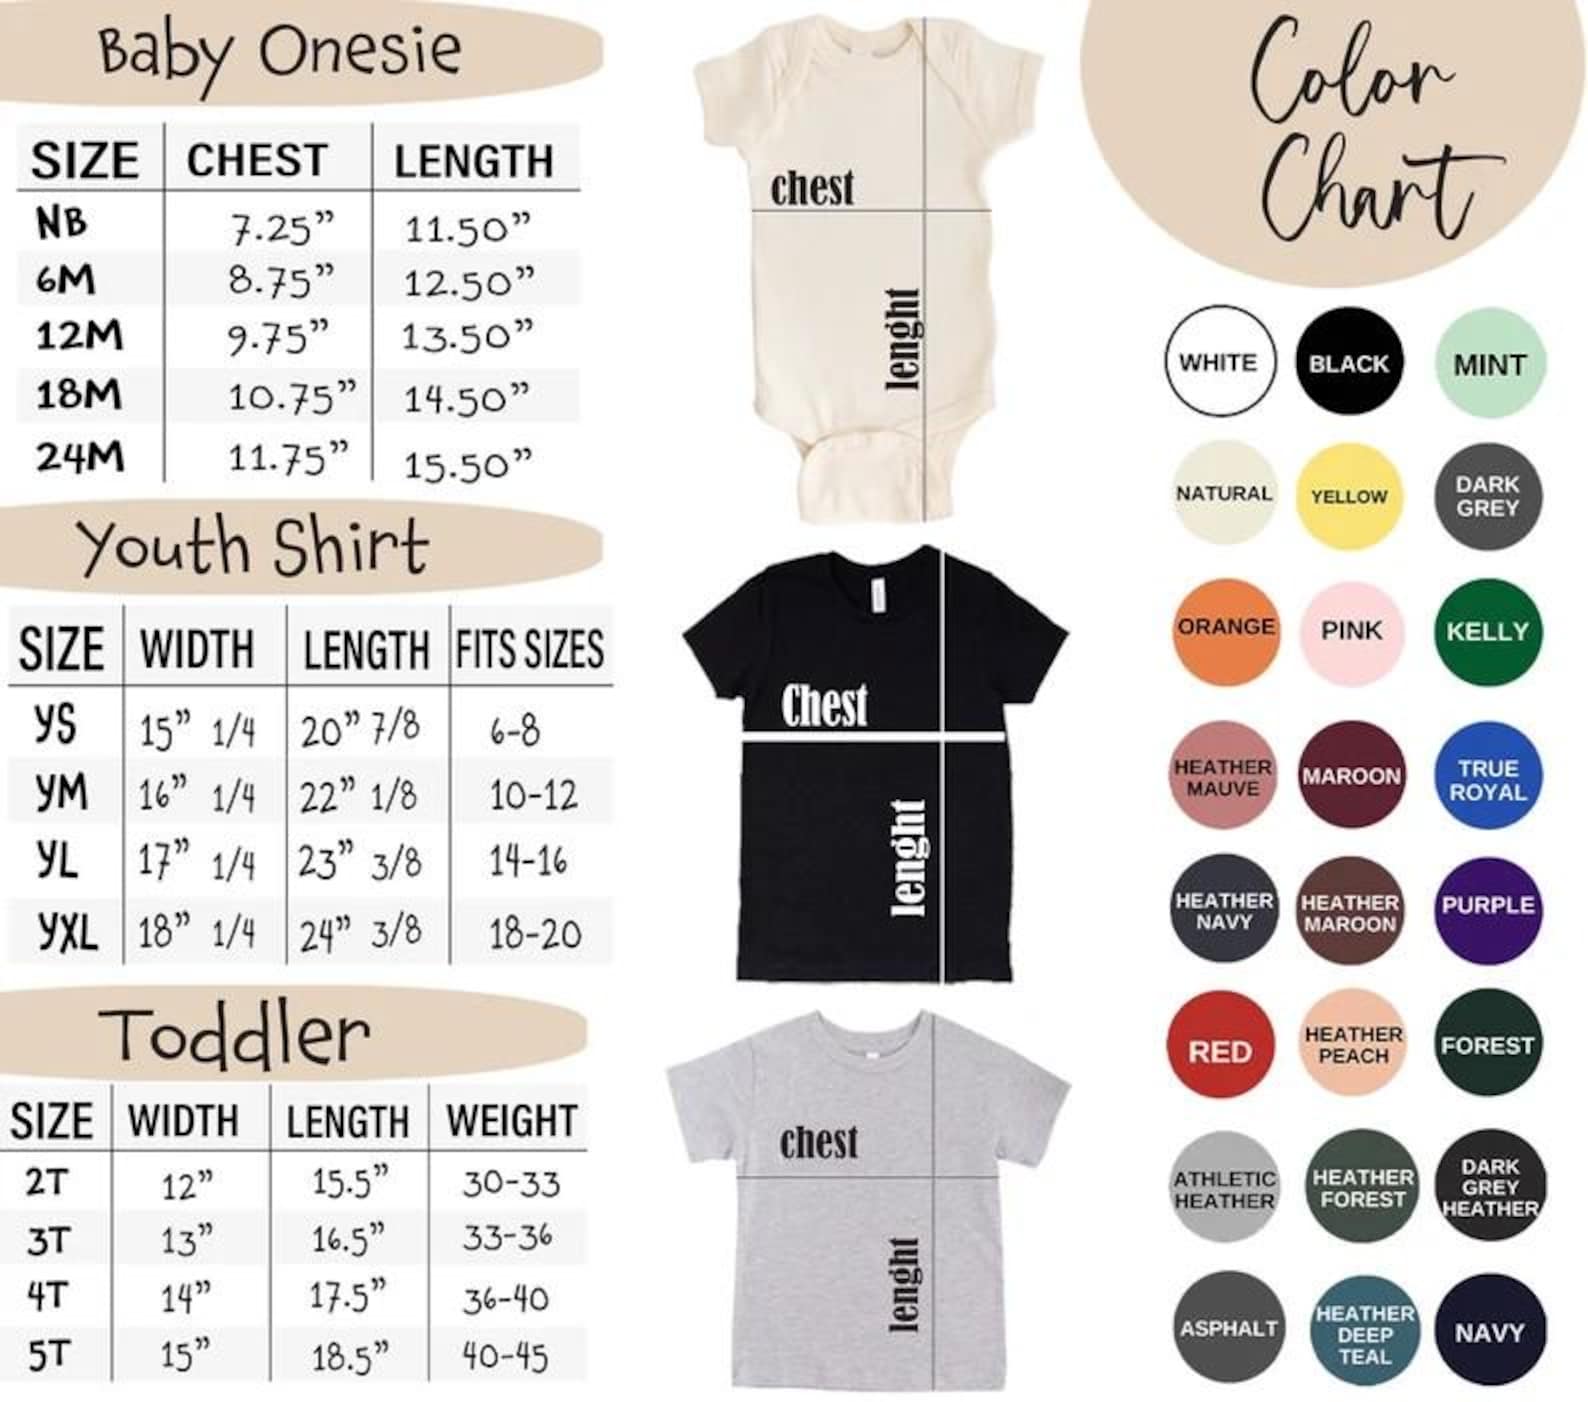 Baby Onesie
SIZE CHEST LENGTH
NB 7.25” 11.50”
6M 8.75” 12.50”
12M 9.75” 13.50”
18M 10.75” 14.50”
24M 11.75” 15.50”
Youth Shirt
SIZE WIDTH LENGTH FITS SIZES
YS 15” 1/4 20” 7/8 6-8
YM 16” 1/4 22” 1/8 10-12
YL 17” 1/4 23” 3/8 14-16
YXL 18” 1/4 24” 3/8 18-20
Toddler
SIZE WIDTH LENGTH WEIGHT
2T 12” 15.5” 30-33
3T 13” 16.5” 33-36
4T 14” 17.5” 36-40
5T 15” 18.5” 40-45
chest
lenght
Chest
lenght
chest
lenght
Color
Chart
WHITE
BLACK
MINT
NATURAL
YELLOW
DARK
GREY
ORANGE
PINK
KELLY
HEATHER
MAUVE
MAROON
TRUE
ROYAL
HEATHER
NAVY
HEATHER
MAROON
PURPLE
RED
HEATHER
PEACH
FOREST
ATHLETIC
HEATHER
HEATHER
FOREST
DARK
GREY
HEATHER
ASPHALT
HEATHER
DEEP
TEAL
NAVY